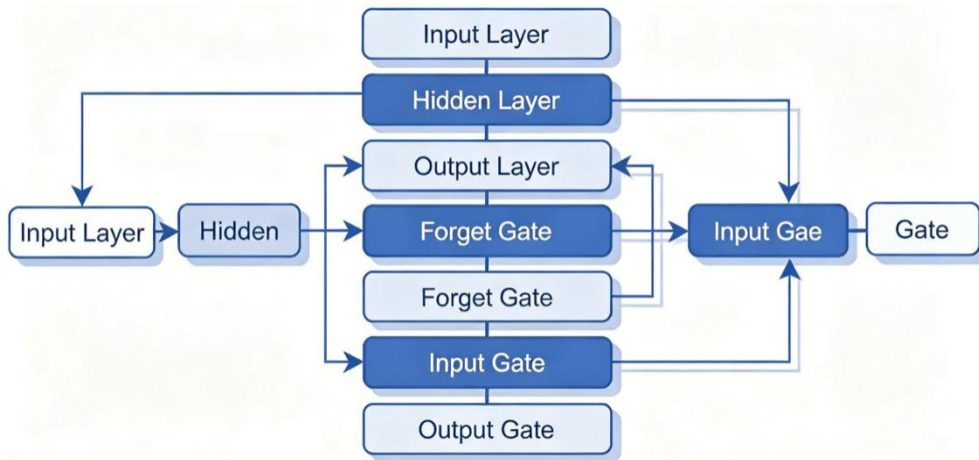 Input Layer
Hidden Layer
Output Layer
Input Layer
Hidden
Forget Gate
Input Gae
Gate
Forget Gate
Input Gate
Output Gate